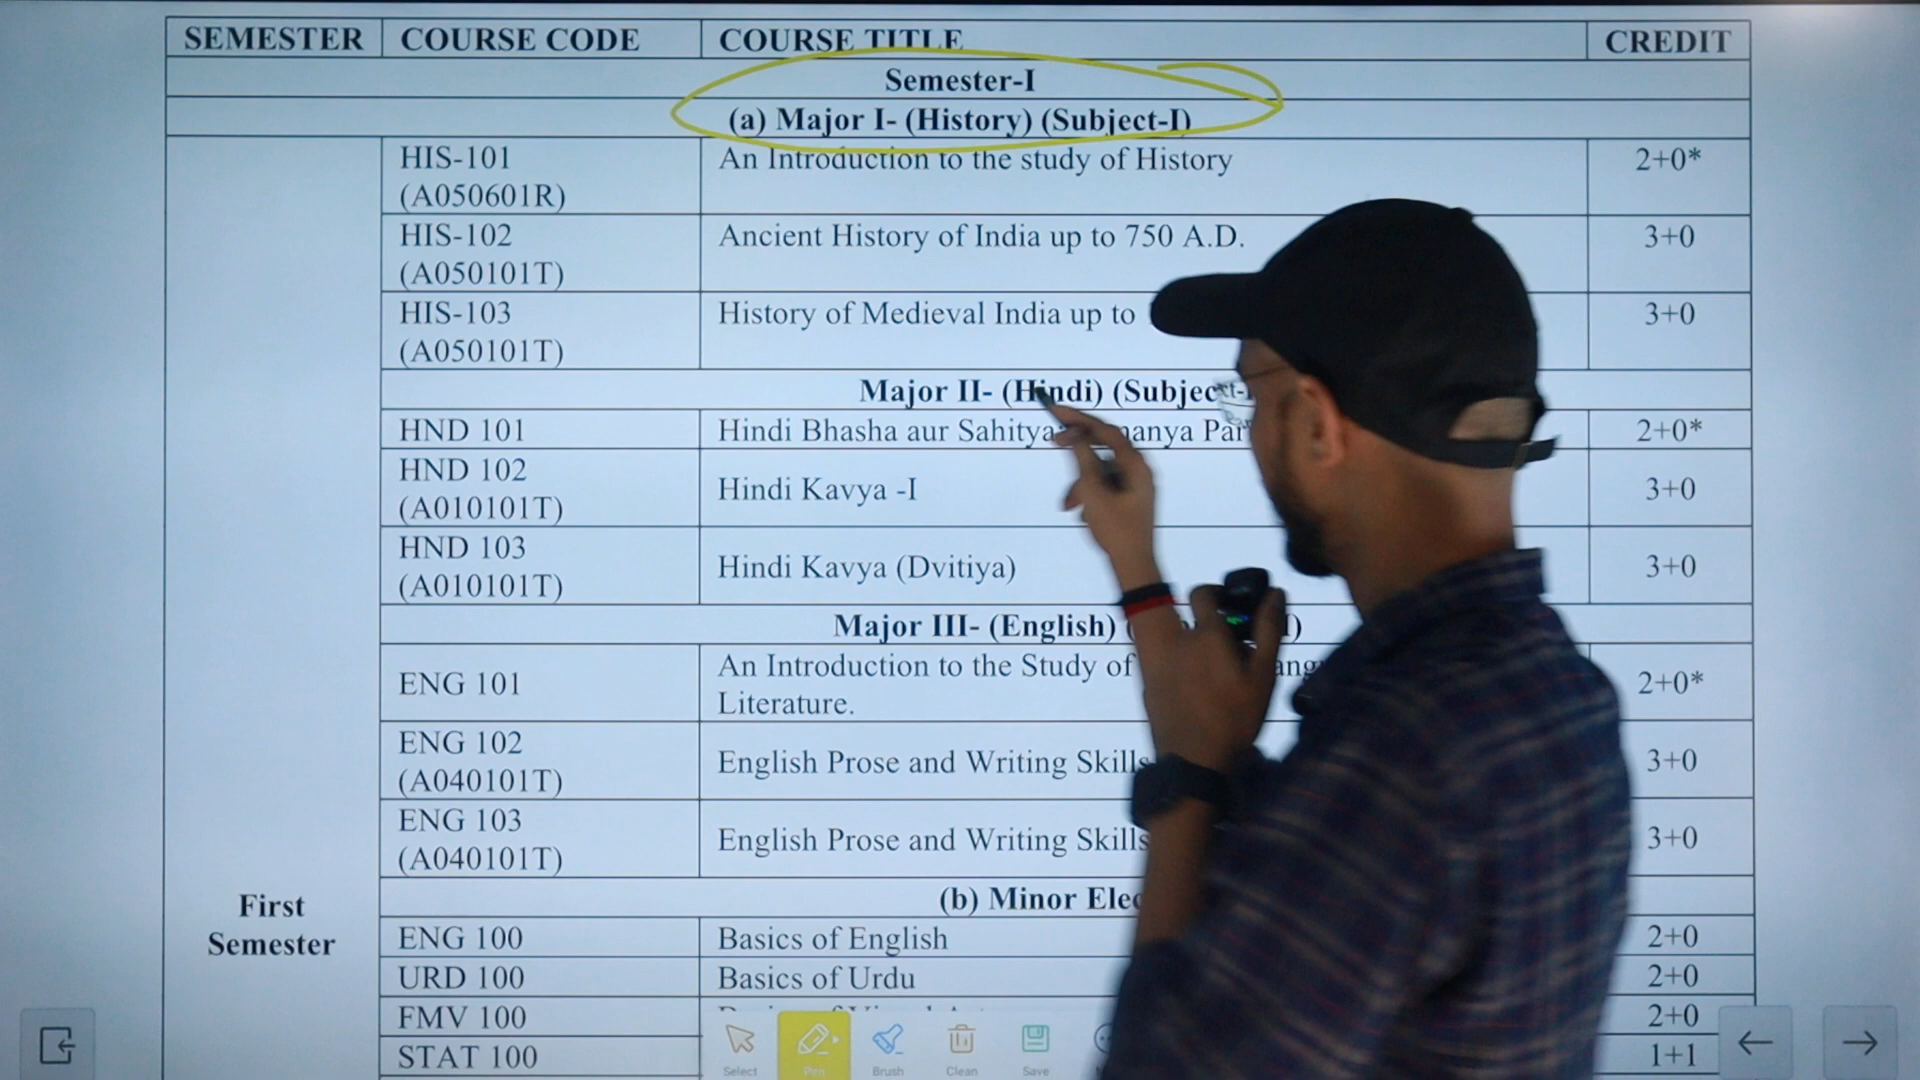 SEMESTER COURSE CODE COURSE TITLE CREDIT
Semester-I
(a) Major I- (History) (Subject-I)
HIS-101 An Introduction to the study of History 2+0*
(A050601R)
HIS-102 Ancient History of India up to 750 A.D. 3+0
(A050101T)
HIS-103 History of Medieval India up to 3+0
(A050101T)
Major II- (Hindi)
HND 101 Hindi Bhasha aur 2+0*
HND 102
(A010101T)
Hindi Kavya -I 3+0
HND 103
(A010101T)
Hindi Kavya (Dvitiya) 3+0
Major III- (English)
ENG 101 An Introduction to the Study of 2+0*
Literature.
ENG 102
(A040101T)
English Prose and Writing Skills 3+0
ENG 103
(A040101T)
English Prose and Writing Skills 3+0
(b) Minor
First
Semester
ENG 100 Basics of English 2+0
URD 100 Basics of Urdu 2+0
FMV 100 2+0
STAT 100 1+1
Select Pen Brush Clean Save